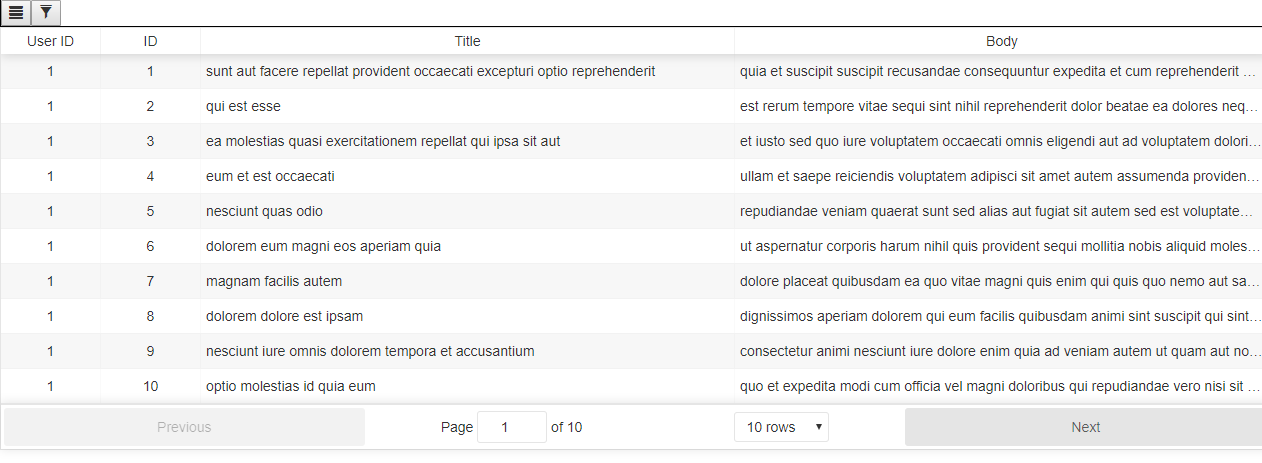 User ID ID Title Body
1 1 sunt aut facere repellat provident occaecati excepturi optio reprehenderit quia et suscipit suscipit recusandae consequuntur expedita et cum reprehenderit …
1 2 qui est esse est rerum tempore vitae sequi sint nihil reprehenderit dolor beatae ea dolores neq…
1 3 ea molestias quasi exercitationem repellat qui ipsa sit aut et iusto sed quo iure voluptatem occaecati omnis eligendi aut ad voluptatem dolori…
1 4 eum et est occaecati ullam et saepe reiciendis voluptatem adipisci sit amet autem assumenda providen…
1 5 nesciunt quas odio repudiandae veniam quaerat sunt sed alias aut fugiat sit autem sed est voluptate…
1 6 dolorem eum magni eos aperiam quia ut aspernatur corporis harum nihil quis provident sequi mollitia nobis aliquid moles…
1 7 magnam facilis autem dolore placeat quibusdam ea quo vitae magni quis enim qui quis quo nemo aut sa…
1 8 dolorem dolore est ipsam dignissimos aperiam dolorem qui eum facilis quibusdam animi sint suscipit qui sint…
1 9 nesciunt iure omnis dolorem tempora et accusantium consectetur animi nesciunt iure dolore enim quia ad veniam autem ut quam aut no…
1 10 optio molestias id quia eum quo et expedita modi cum officia vel magni doloribus qui repudiandae vero nisi sit …
Previous Page 1 of 10 10 rows Next